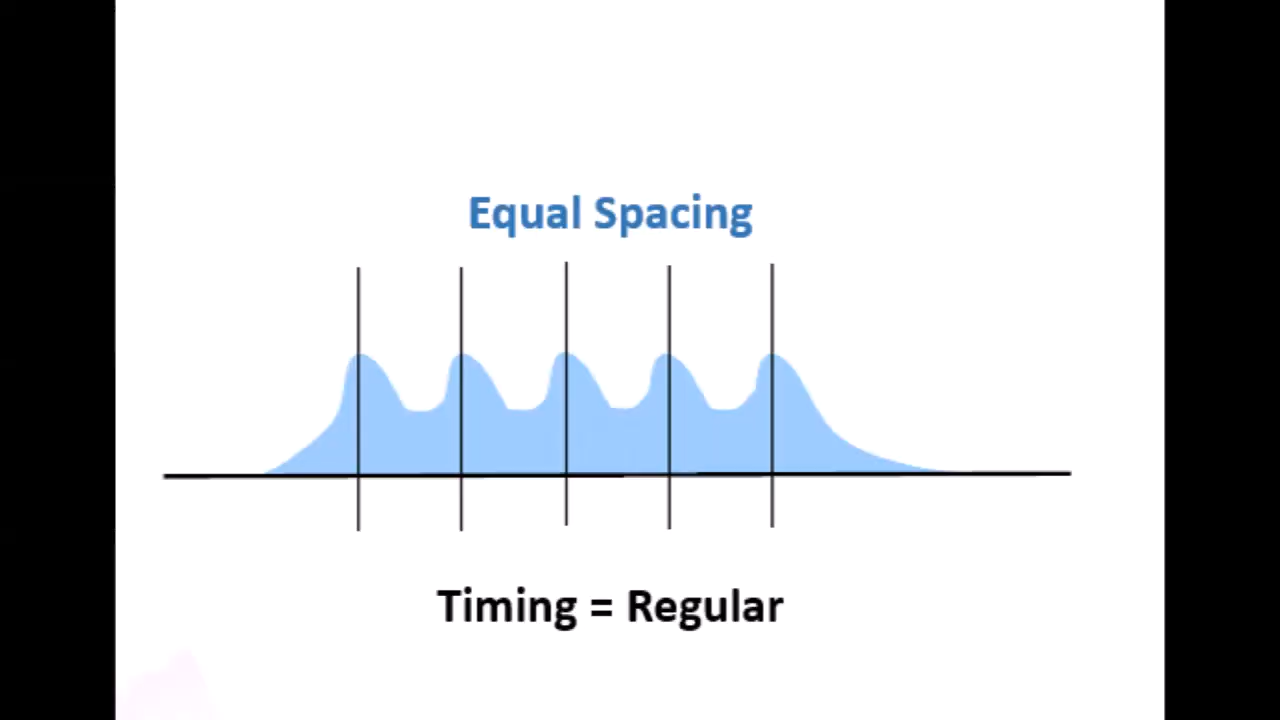 Equal Spacing
Timing = Regular